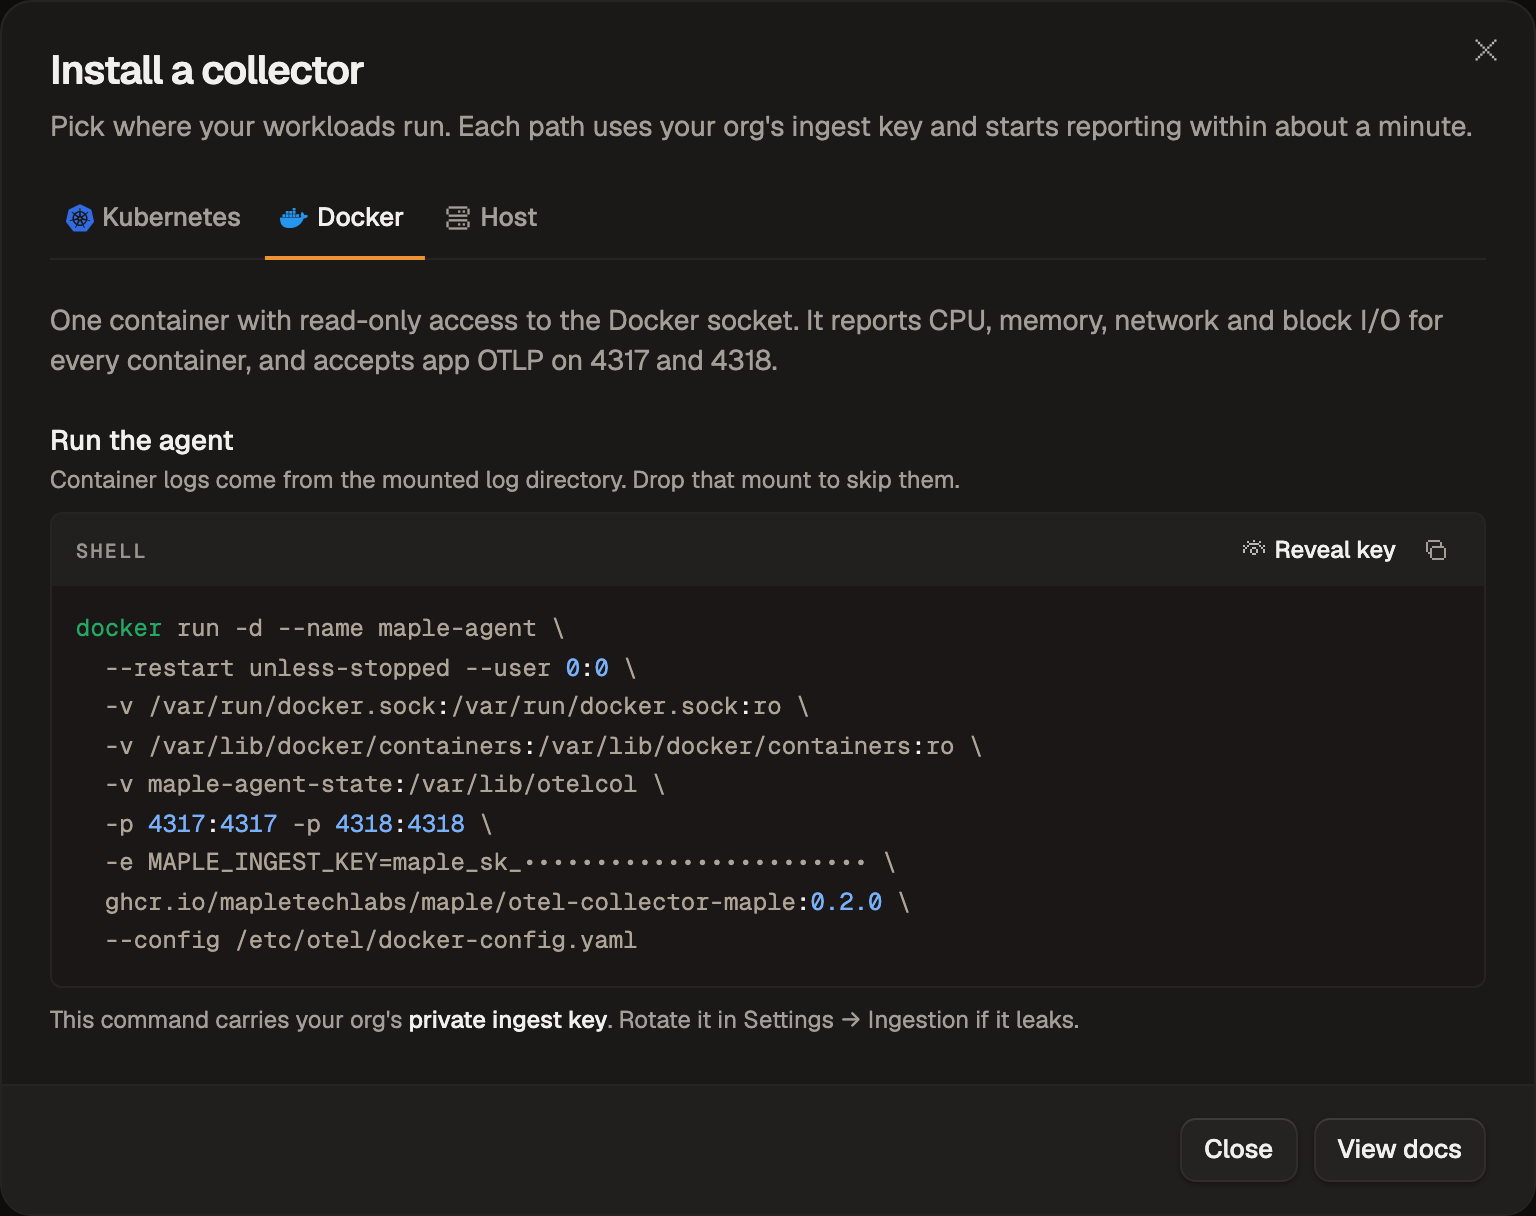 Install a collector
Pick where your workloads run. Each path uses your org's ingest key and starts reporting within about a minute.
Kubernetes Docker Host
One container with read-only access to the Docker socket. It reports CPU, memory, network and block I/O for
every container, and accepts app OTLP on 4317 and 4318.
Run the agent
Container logs come from the mounted log directory. Drop that mount to skip them.
SHELL Reveal key
docker run -d --name maple-agent \
  --restart unless-stopped --user 0:0 \
  -v /var/run/docker.sock:/var/run/docker.sock:ro \
  -v /var/lib/docker/containers:/var/lib/docker/containers:ro \
  -v maple-agent-state:/var/lib/otelcol \
  -p 4317:4317 -p 4318:4318 \
  -e MAPLE_INGEST_KEY=maple_sk_•••••••••••••••••••••••• \
  ghcr.io/mapletechlabs/maple/otel-collector-maple:0.2.0 \
  --config /etc/otel/docker-config.yaml
This command carries your org's private ingest key. Rotate it in Settings → Ingestion if it leaks.
Close View docs